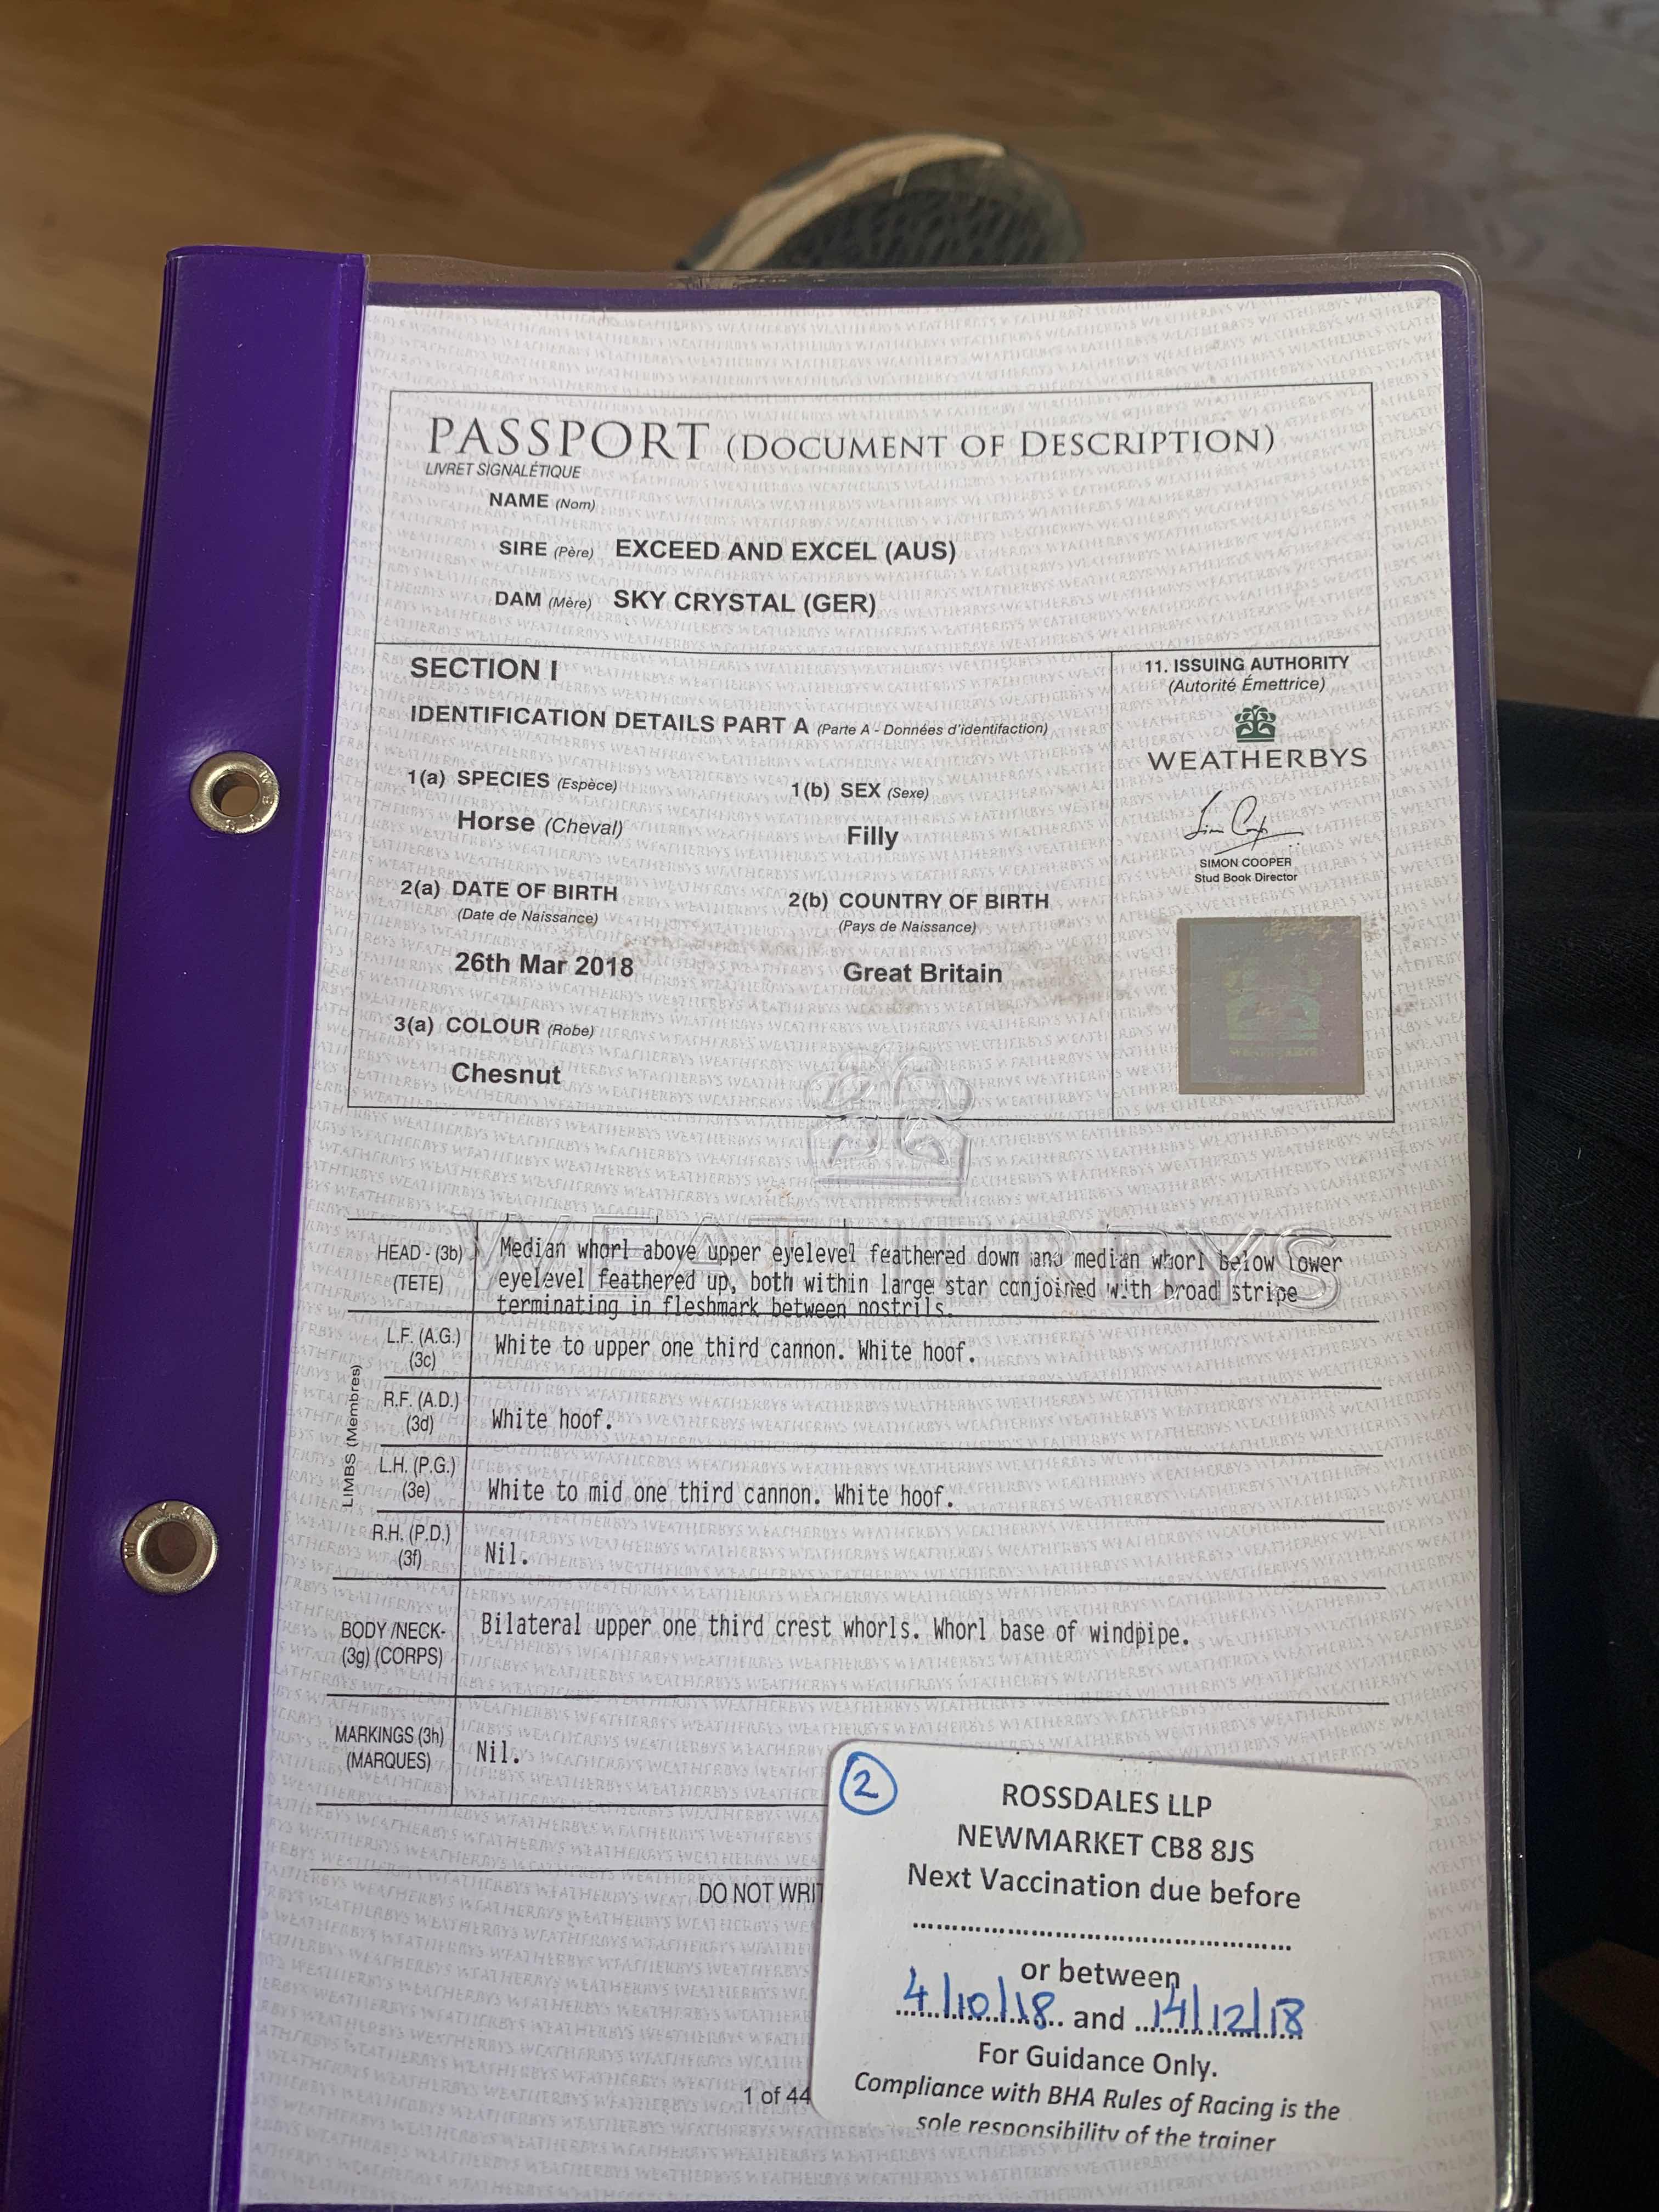 PASSPORT (DOCUMENT OF DESCRIPTION)
LIVRET SIGNALÉTIQUE
NAME (Nom)
SIRE (Père) EXCEED AND EXCEL (AUS)
DAM (Mère) SKY CRYSTAL (GER)
SECTION I
IDENTIFICATION DETAILS PART A (Parte A - Données d'identifaction)
1(a) SPECIES (Espèce)
Horse (Cheval)
1(b) SEX (Sexe)
Filly
2(a) DATE OF BIRTH
(Date de Naissance)
26th Mar 2018
2(b) COUNTRY OF BIRTH
(Pays de Naissance)
Great Britain
3(a) COLOUR (Robe)
Chesnut
11. ISSUING AUTHORITY
(Autorité Émettrice)
WEATHERBYS
SIMON COOPER
Stud Book Director
WEATHERBYS
WEATHERBYS
HEAD - (3b)
(TETE)
Median whorl above upper eyelevel feathered down and median whorl below lower
eyelevel feathered up, both within large star conjoined with broad stripe
terminating in fleshmark between nostrils.
LIMBS (Membres)
L.F. (A.G.)
(3c)
White to upper one third cannon. White hoof.
R.F. (A.D.)
(3d)
White hoof.
L.H. (P.G.)
(3e)
White to mid one third cannon. White hoof.
R.H. (P.D.)
(3f)
Nil.
BODY /NECK-
(3g) (CORPS)
Bilateral upper one third crest whorls. Whorl base of windpipe.
MARKINGS (3h)
(MARQUES)
Nil.
DO NOT WRIT
1 of 44
2
ROSSDALES LLP
NEWMARKET CB8 8JS
Next Vaccination due before
or between
4/10/18 and 14/12/18
For Guidance Only.
Compliance with BHA Rules of Racing is the
sole responsibility of the trainer